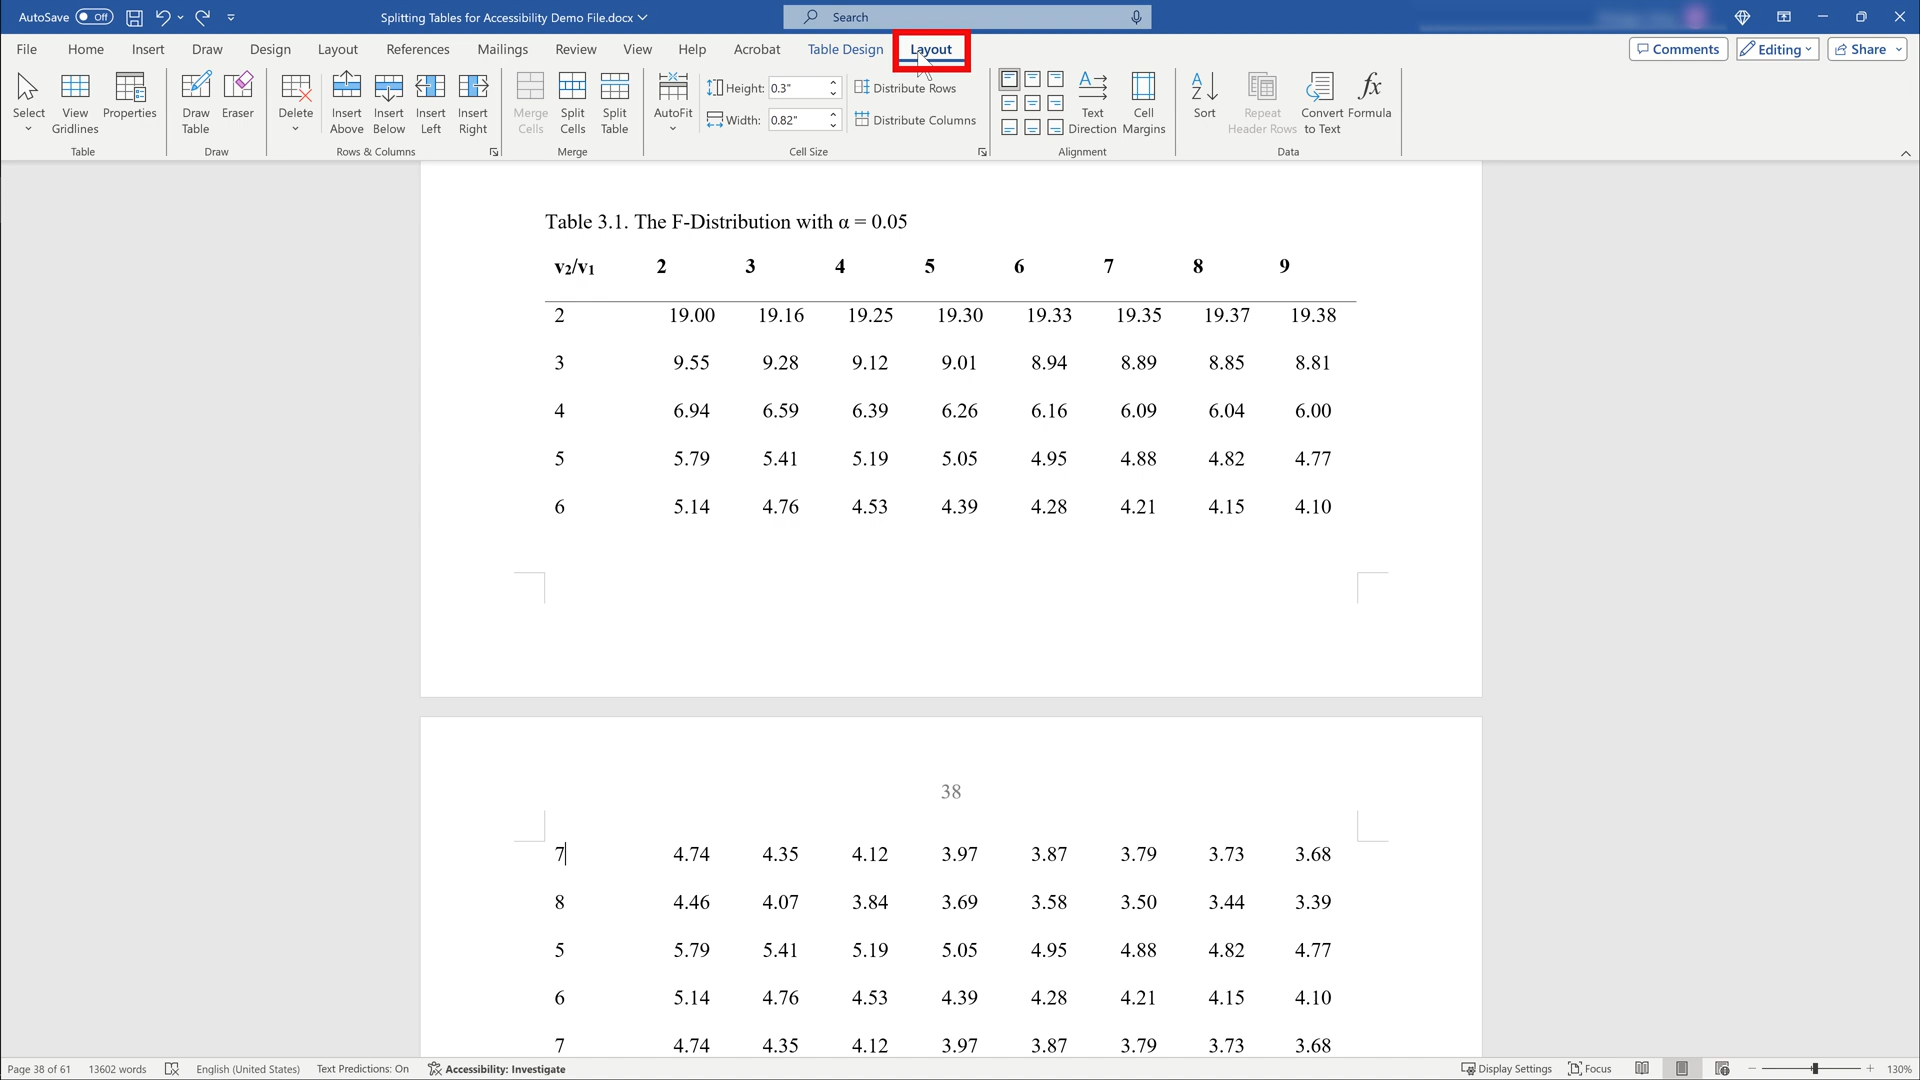 AutoSave Off Splitting Tables for Accessibility Demo File.docx Search
File Home Insert Draw Design Layout References Mailings Review View Help Acrobat Table Design Layout Comments Editing Share
Select View Gridlines Properties
Table
Draw Table Eraser
Draw
Delete Insert Above Insert Below Insert Left Insert Right
Rows & Columns
Merge Cells Split Cells Split Table
Merge
AutoFit Height: 0.3" Distribute Rows
Width: 0.82" Distribute Columns
Cell Size
Text Direction Cell Margins
Alignment
Sort Repeat Header Rows Convert to Text Formula
Data
Table 3.1. The F-Distribution with α = 0.05
v₂/v₁ 2 3 4 5 6 7 8 9
2 19.00 19.16 19.25 19.30 19.33 19.35 19.37 19.38
3 9.55 9.28 9.12 9.01 8.94 8.89 8.85 8.81
4 6.94 6.59 6.39 6.26 6.16 6.09 6.04 6.00
5 5.79 5.41 5.19 5.05 4.95 4.88 4.82 4.77
6 5.14 4.76 4.53 4.39 4.28 4.21 4.15 4.10
38
7 4.74 4.35 4.12 3.97 3.87 3.79 3.73 3.68
8 4.46 4.07 3.84 3.69 3.58 3.50 3.44 3.39
5 5.79 5.41 5.19 5.05 4.95 4.88 4.82 4.77
6 5.14 4.76 4.53 4.39 4.28 4.21 4.15 4.10
7 4.74 4.35 4.12 3.97 3.87 3.79 3.73 3.68
Page 38 of 61 13602 words English (United States) Text Predictions: On Accessibility: Investigate Display Settings Focus 130%